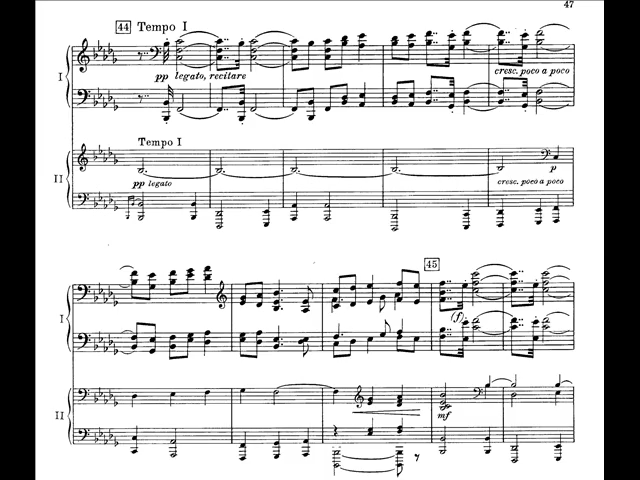 47
44 Tempo I
I
pp legato, recitare
cresc. poco a poco
Tempo I
II
pp legato
p
cresc. poco a poco
45
I
(f)
II
mf